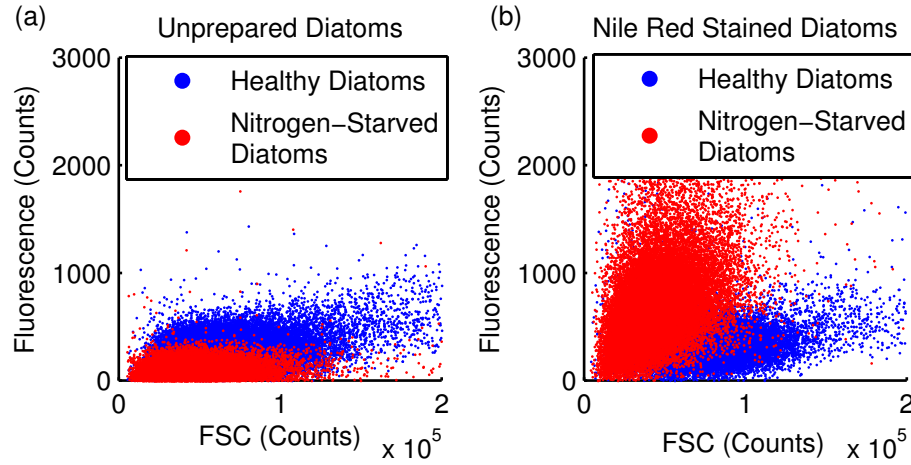 (a)
Unprepared Diatoms
3000
2000
1000
0
Fluorescence (Counts)
Healthy Diatoms
Nitrogen−Starved
Diatoms
0
1
2
FSC (Counts)
x 10^5
(b)
Nile Red Stained Diatoms
3000
2000
1000
0
Fluorescence (Counts)
Healthy Diatoms
Nitrogen−Starved
Diatoms
0
1
2
FSC (Counts)
x 10^5